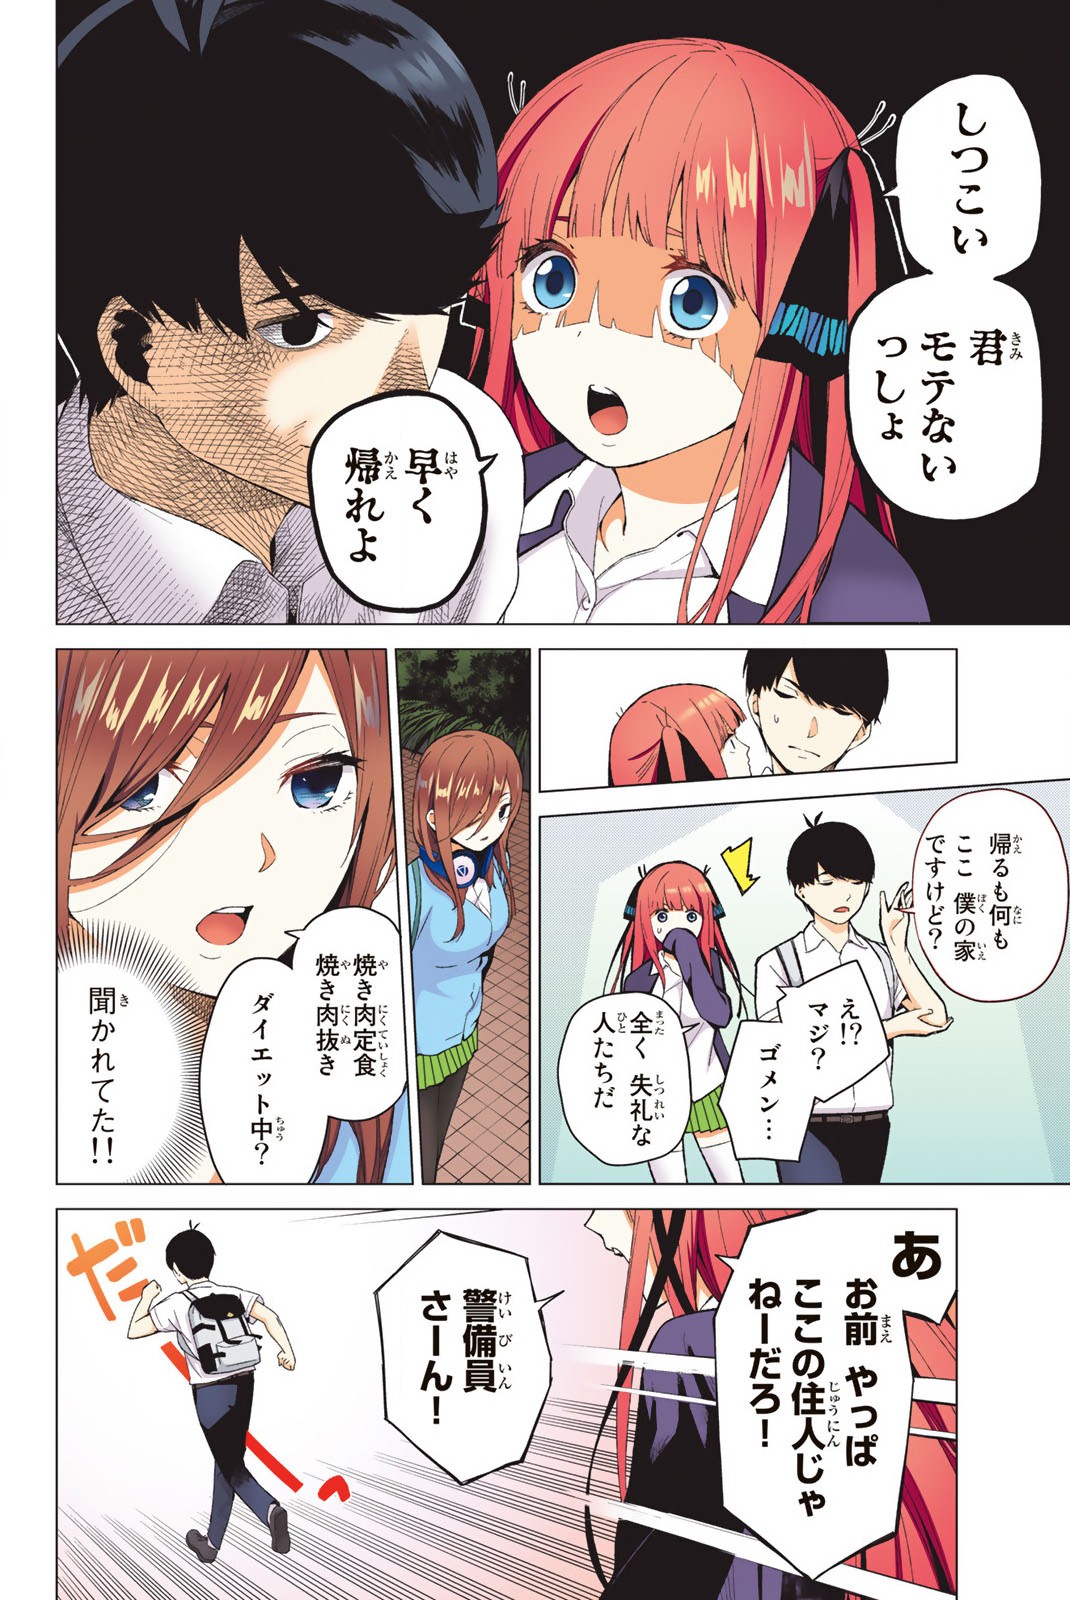 しつこい
君
モテない
っしょ
早く
帰れよ
帰るも何も
ここ 僕の家
ですけど?
え!?
マジ?
ゴメン…
全く 失礼な
人たちだ
焼き肉定食
焼き肉抜き
ダイエット中?
聞かれてた!!
あ
お前 やっぱ
ここの住人じゃ
ねーだろ!
警備員
さーん!
だっ